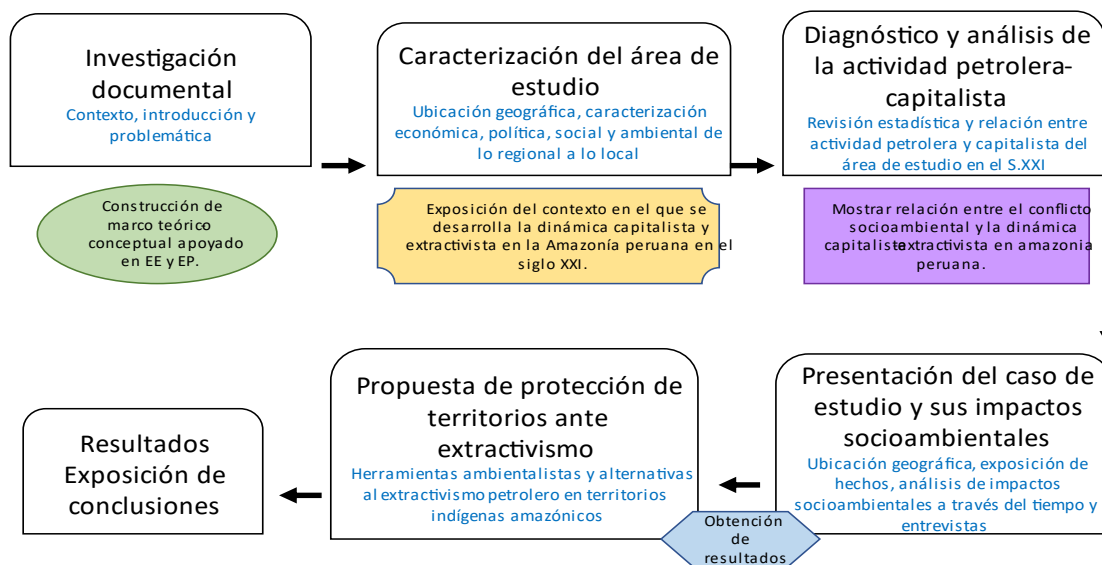 Investigación
documental
Contexto, introducción y
problemática
Construcción de
marco teórico
conceptual apoyado
en EE y EP.
Caracterización del área de
estudio
Ubicación geográfica, caracterización
económica, política, social y ambiental de
lo regional a lo local
Exposición del contexto en el que se
desarrolla la dinámica capitalista y
extractivista en la Amazonía peruana en el
siglo XXI.
Diagnóstico y análisis de
la actividad petrolera-
capitalista
Revisión estadística y relación entre
actividad petrolera y capitalista del
área de estudio en el S.XXI
Mostrar relación entre el conflicto
socioambiental y la dinámica
capitalista-extractivista en amazonia
peruana.
Presentación del caso de
estudio y sus impactos
socioambientales
Ubicación geográfica, exposición de
hechos, análisis de impactos
socioambientales a través del tiempo y
entrevistas
Obtención
de
resultados
Propuesta de protección de
territorios ante
extractivismo
Herramientas ambientalistas y alternativas
al extractivismo petrolero en territorios
indígenas amazónicos
Resultados
Exposición de
conclusiones